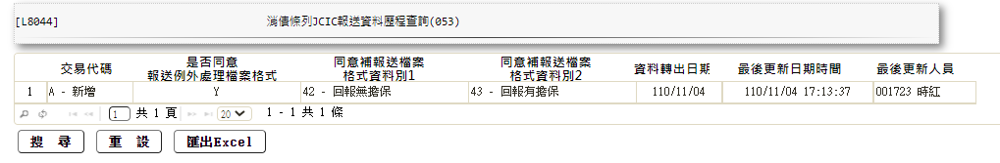 [L8044] 消債條例JCIC報送資料歷程查詢(053)
交易代碼 是否同意報送例外處理檔案格式 同意補報送檔案格式資料別1 同意補報送檔案格式資料別2 資料轉出日期 最後更新日期時間 最後更新人員
1 A - 新增 Y 42 - 回報無擔保 43 - 回報有擔保 110/11/04 110/11/04 17:13:37 001723 時紅
1 共 1 頁 20 1 - 1 共 1 條
搜 尋 重 設 匯出Excel